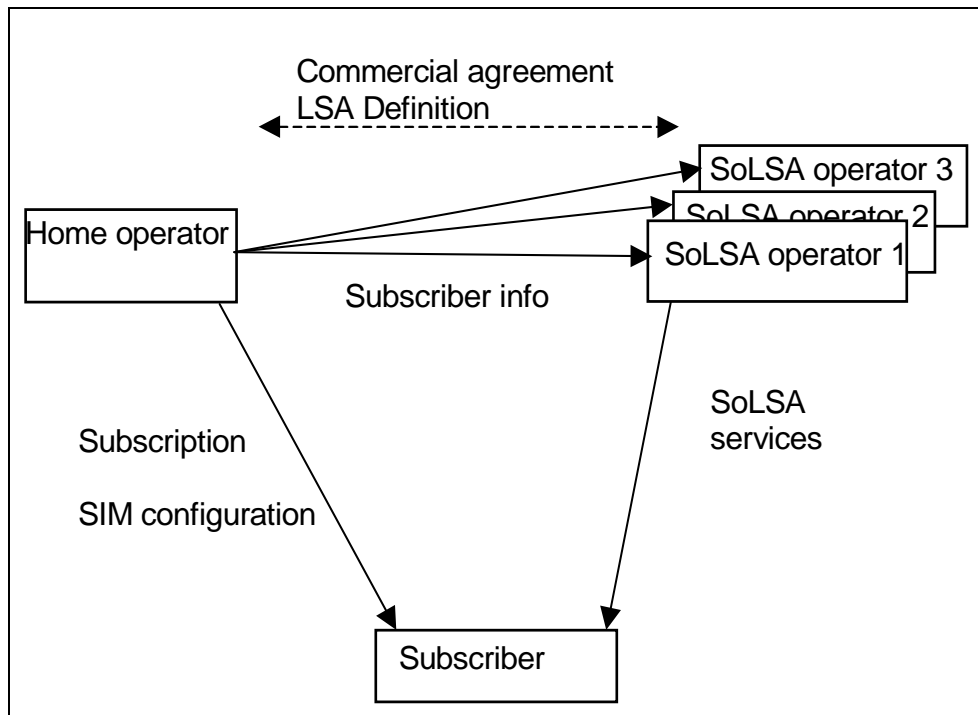 Commercial agreement
LSA Definition
SoLSA operator 3
SoLSA operator 2
Home operator
SoLSA operator 1
Subscriber info
SoLSA
services
Subscription
SIM configuration
Subscriber